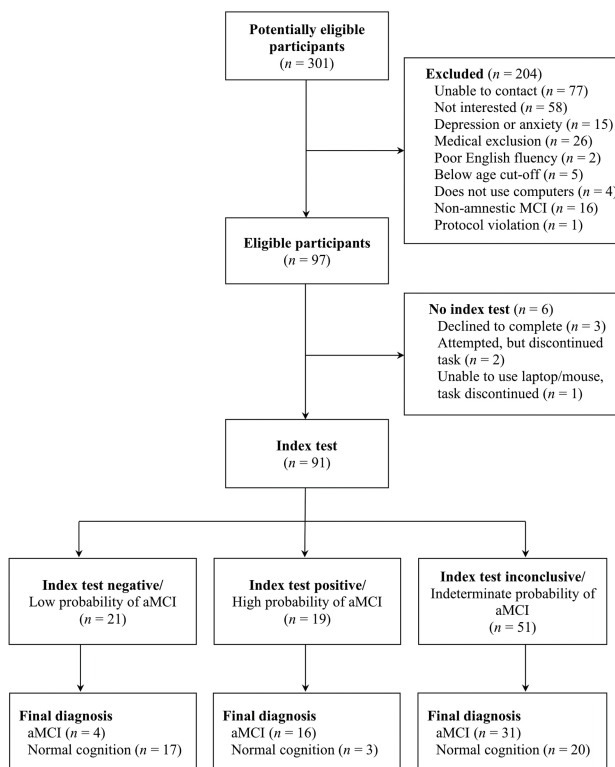 Potentially eligible
participants
(n = 301)
Excluded (n = 204)
Unable to contact = 77
Not interested (n = 58)
Depression or anxiety (n = 15)
Medical exclusion (n = 26)
Poor English fluency (n = 2)
Below age cut-off (n = 5)
Does not use computers (n = 4)
Non-amnestic MCI (n = 16)
Protocol violation (n = 1)
Eligible participants
(n = 97)
No index test (n = 6)
Declined to complete (n = 3)
Attempted, but discontinued
task (n = 2)
Unable to use laptop/mouse,
task discontinued (n = 1)
Index test
(n = 91)
Index test negative/
Low probability of aMCI
(n = 21)
Index test positive/
High probability of aMCI
(n = 19)
Index test inconclusive/
Indeterminate probability of
aMCI
(n = 51)
Final diagnosis
aMCI (n = 4)
Normal cognition (n = 17)
Final diagnosis
aMCI (n = 16)
Normal cognition (n = 3)
Final diagnosis
aMCI (n = 31)
Normal cognition (n = 20)